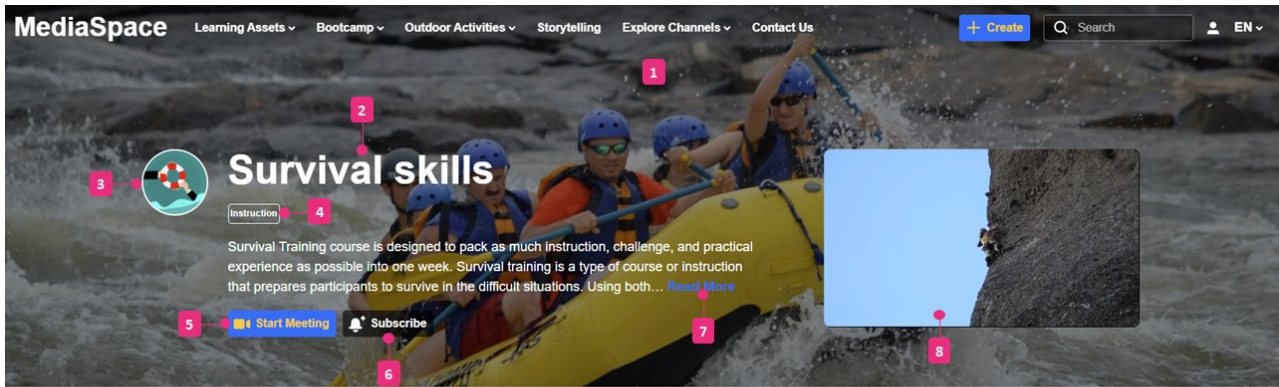 MediaSpace
Learning Assets
Bootcamp
Outdoor Activities
Storytelling
Explore Channels
Contact Us
+ Create
Search
EN
1
2
3
Survival skills
Instruction
4
Survival Training course is designed to pack as much instruction, challenge, and practical
experience as possible into one week. Survival training is a type of course or instruction
that prepares participants to survive in the difficult situations. Using both... Read More
5
Start Meeting
Subscribe
6
7
8